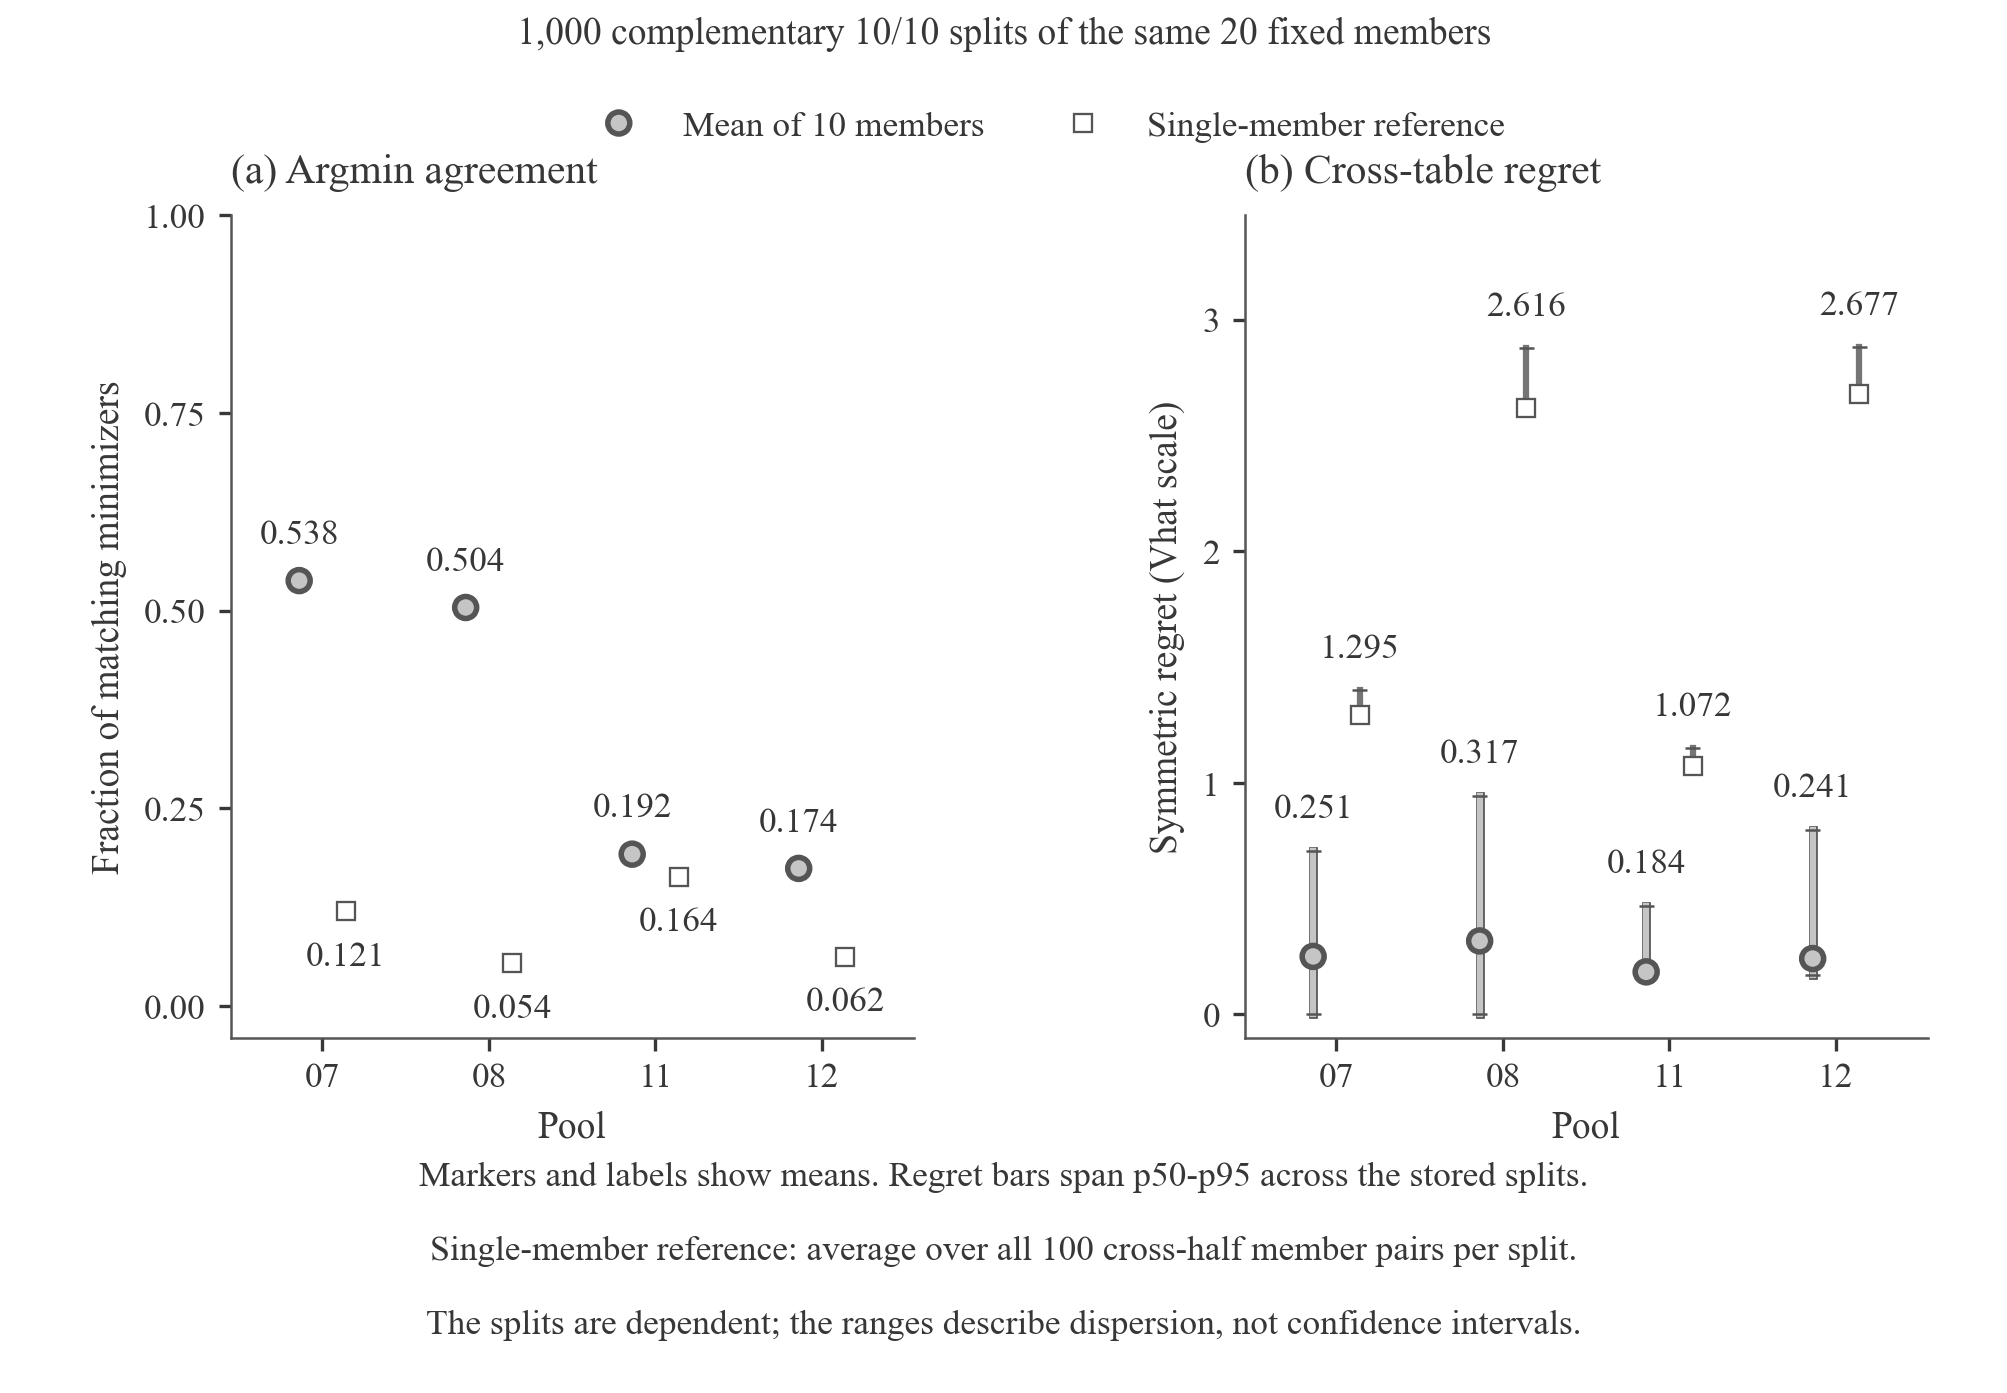 1,000 complementary 10/10 splits of the same 20 fixed members
Mean of 10 members
Single-member reference
(a) Argmin agreement
Fraction of matching minimizers
1.00
0.75
0.50
0.25
0.00
0.538
0.504
0.192
0.174
0.121
0.054
0.164
0.062
07
08
11
12
Pool
(b) Cross-table regret
Symmetric regret (Vhat scale)
3
2
1
0
2.616
2.677
1.295
1.072
0.251
0.317
0.184
0.241
07
08
11
12
Pool
Markers and labels show means. Regret bars span p50-p95 across the stored splits.
Single-member reference: average over all 100 cross-half member pairs per split.
The splits are dependent; the ranges describe dispersion, not confidence intervals.